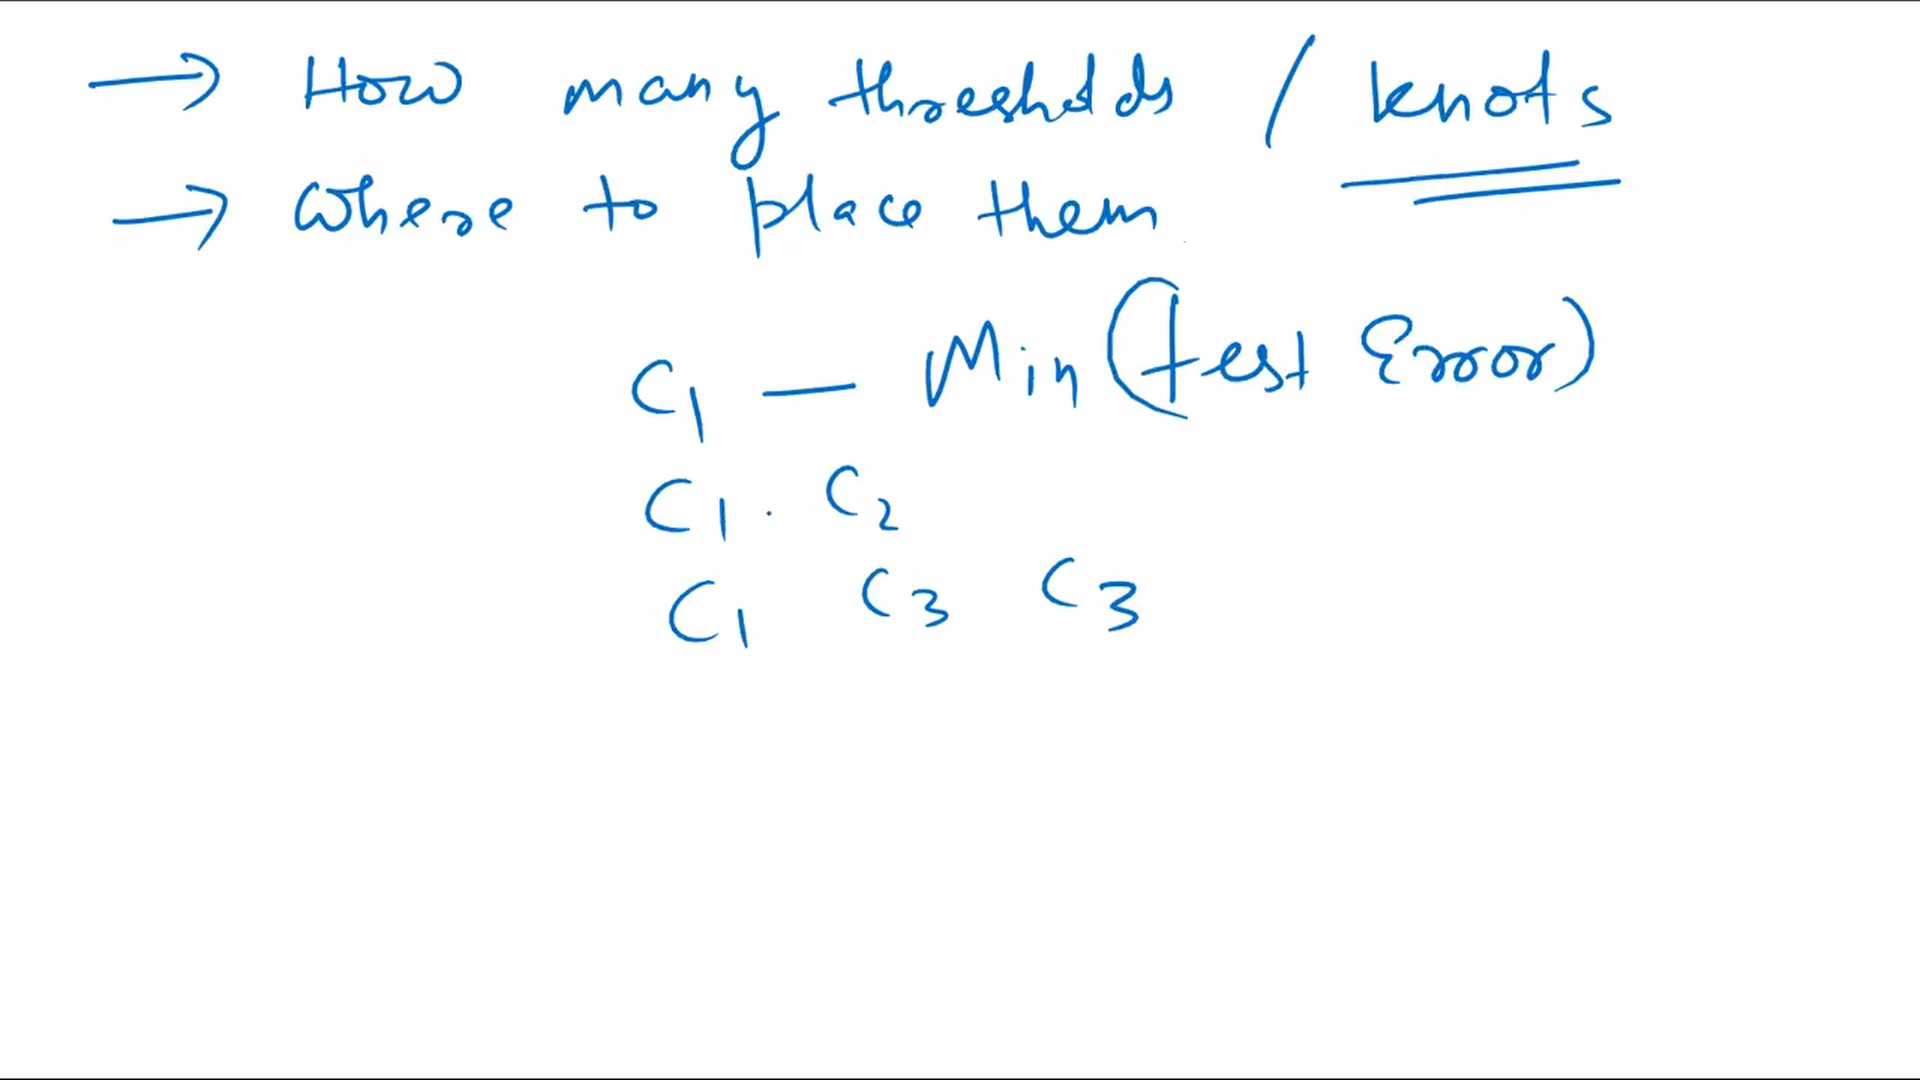 → How many thresholds / knots
→ Where to place them
C1 — Min (test Error)
C1 . C2
C1 C3 C3